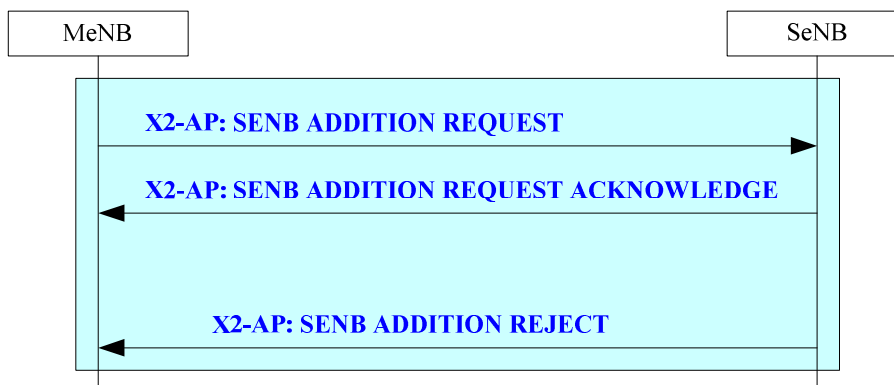 MeNB
SeNB
X2-AP: SENB ADDITION REQUEST
X2-AP: SENB ADDITION REQUEST ACKNOWLEDGE
X2-AP: SENB ADDITION REJECT